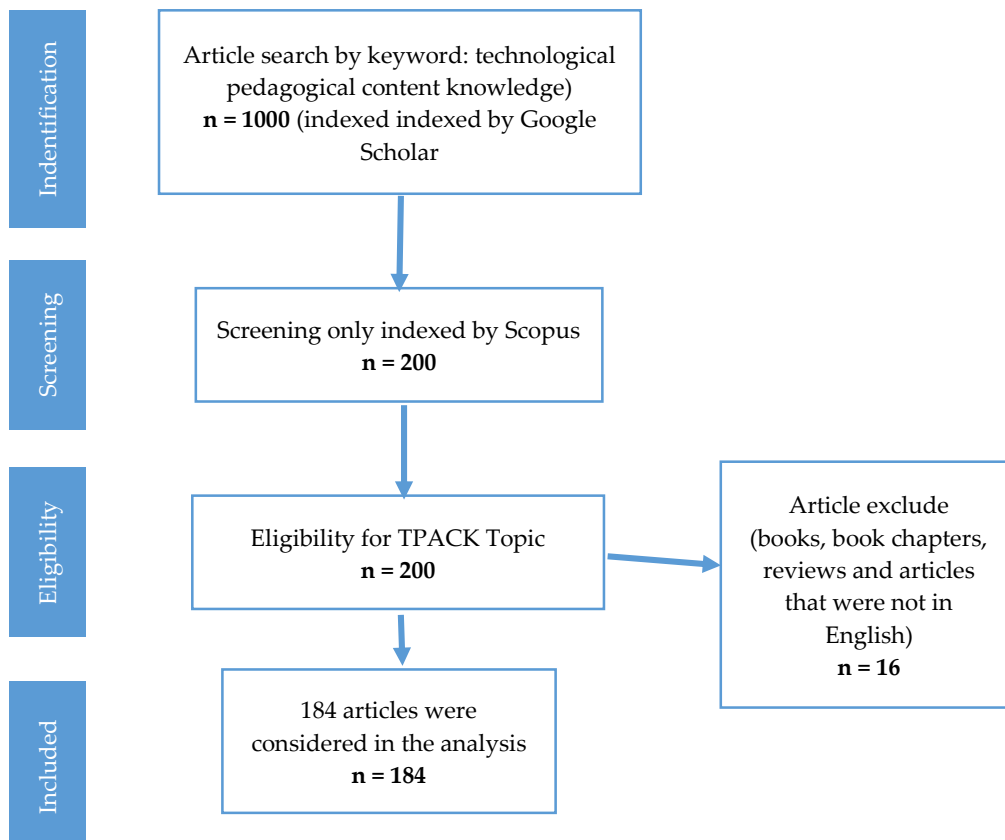 Indentification
Article search by keyword: technological
pedagogical content knowledge)
n = 1000 (indexed indexed by Google
Scholar
Screening
Screening only indexed by Scopus
n = 200
Eligibility
Eligibility for TPACK Topic
n = 200
Article exclude
(books, book chapters,
reviews and articles
that were not in
English)
n = 16
Included
184 articles were
considered in the analysis
n = 184